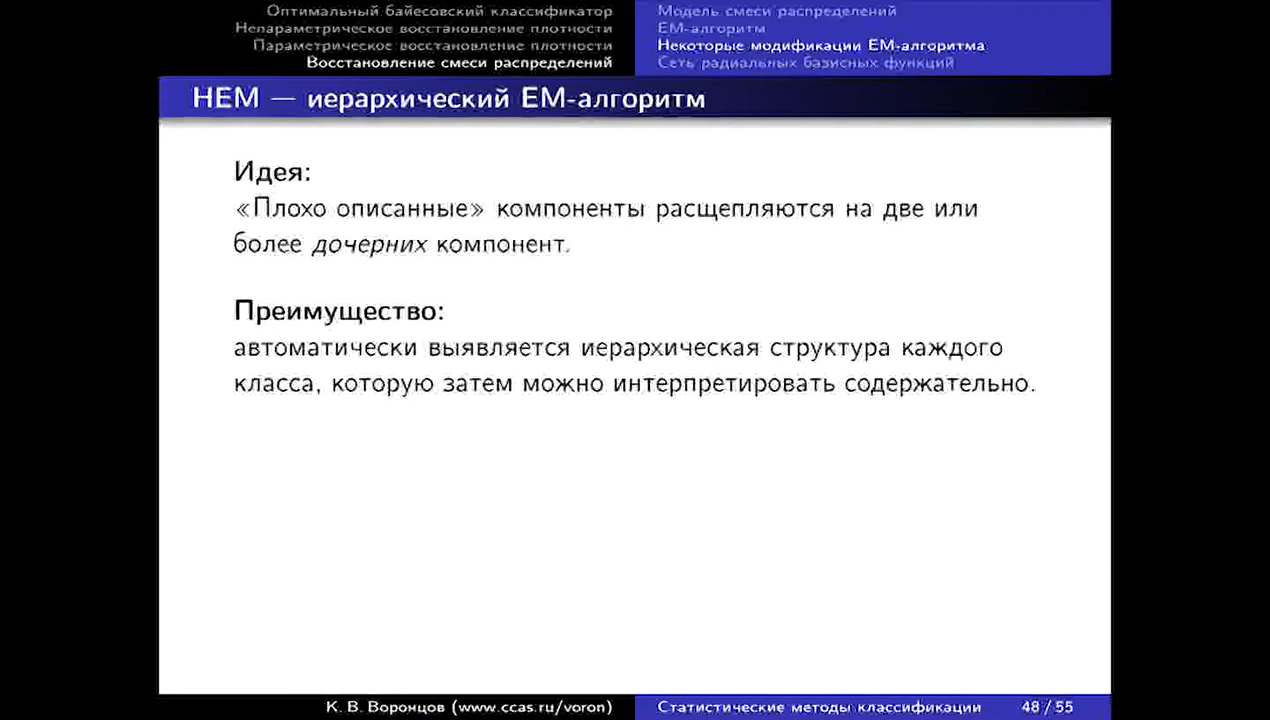 Оптимальный байесовский классификатор
Непараметрическое восстановление плотности
Параметрическое восстановление плотности
Восстановление смеси распределений
Модель смеси распределений
EM-алгоритм
Некоторые модификации EM-алгоритма
Сеть радиальных базисных функций
HEM — иерархический EM-алгоритм
Идея:
«Плохо описанные» компоненты расщепляются на две или
более дочерних компонент.
Преимущество:
автоматически выявляется иерархическая структура каждого
класса, которую затем можно интерпретировать содержательно.
К. В. Воронцов (www.ccas.ru/voron)
Статистические методы классификации
48 / 55